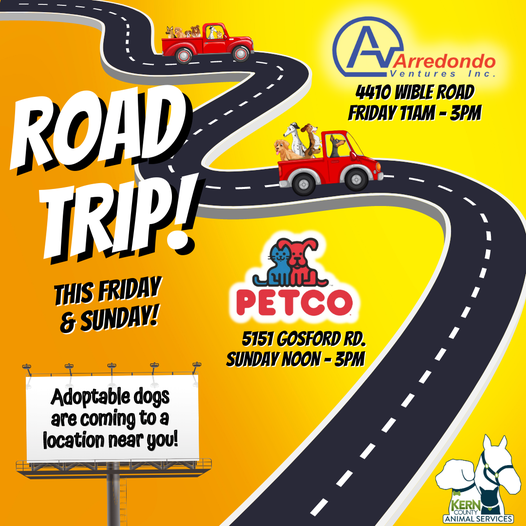 ROAD
TRIP!
THIS FRIDAY
& SUNDAY!
AV
Arredondo
Ventures Inc.
4410 WIBLE ROAD
FRIDAY 11AM - 3PM
PETCO
5151 GOSFORD RD.
SUNDAY NOON - 3PM
Adoptable dogs
are coming to a
location near you!
KERN
COUNTY
ANIMAL SERVICES